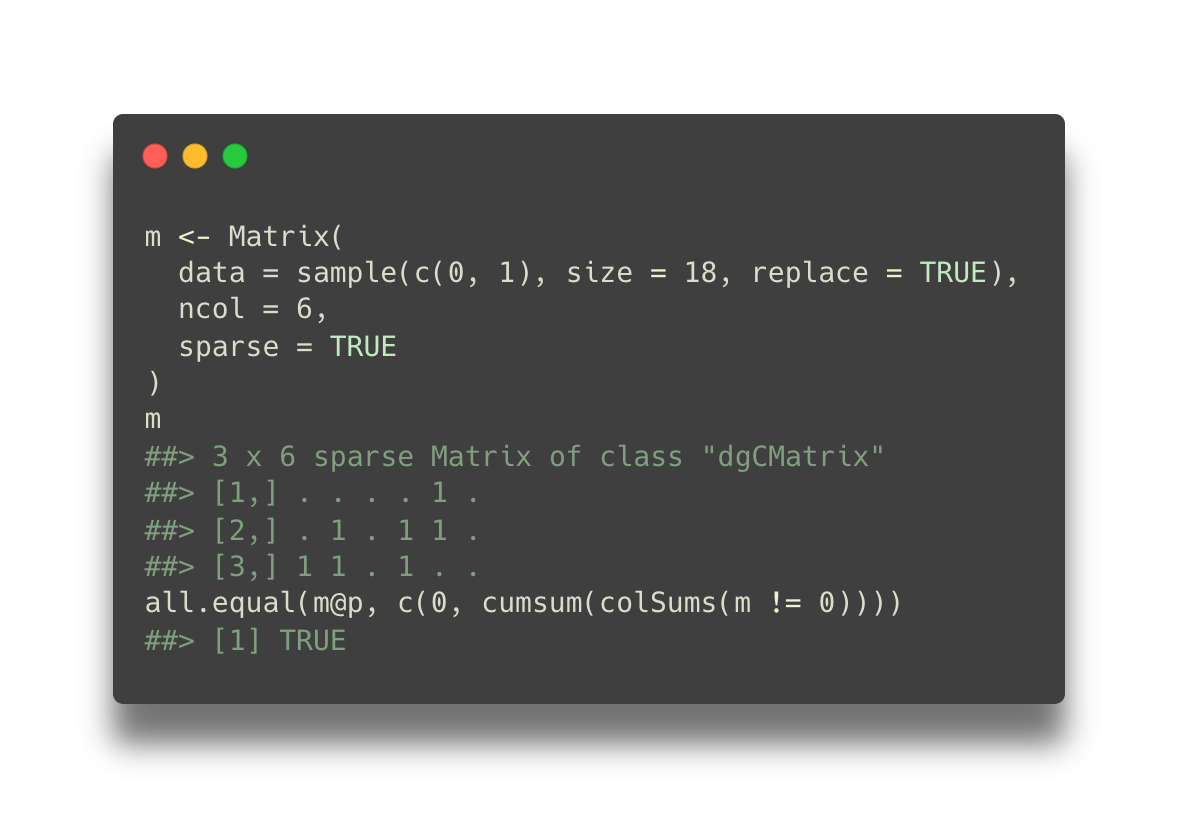 m <- Matrix(
  data = sample(c(0, 1), size = 18, replace = TRUE),
  ncol = 6,
  sparse = TRUE
)
m
##> 3 x 6 sparse Matrix of class "dgCMatrix"
##> [1,] . . . . 1 .
##> [2,] . 1 . 1 1 .
##> [3,] 1 1 . 1 . .
all.equal(m@p, c(0, cumsum(colSums(m != 0))))
##> [1] TRUE